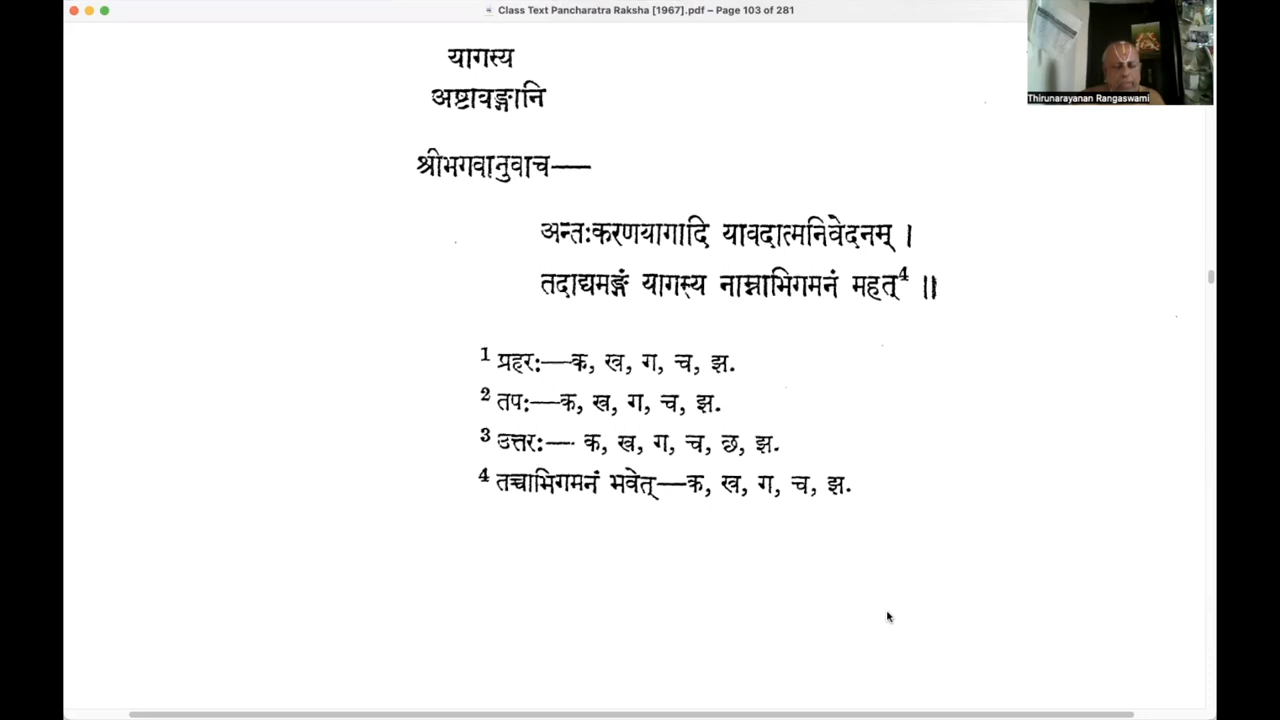 Class Text Pancharatra Raksha [1967].pdf – Page 103 of 281
Thirunarayanan Rangaswami
यागस्य
अष्टावङ्गानि
श्रीभगवानुवाच—
अन्तःकरणयागादि यावदात्मनिवेदनम् ।
तदाद्यमङ्गं यागस्य नाम्नाभिगमनं महत्⁴ ॥
¹ प्रहरः—क, ख, ग, च, झ.
² तपः—क, ख, ग, च, झ.
³ उत्तरः— क, ख, ग, च, छ, झ.
⁴ तच्चाभिगमनं भवेत्—क, ख, ग, च, झ.